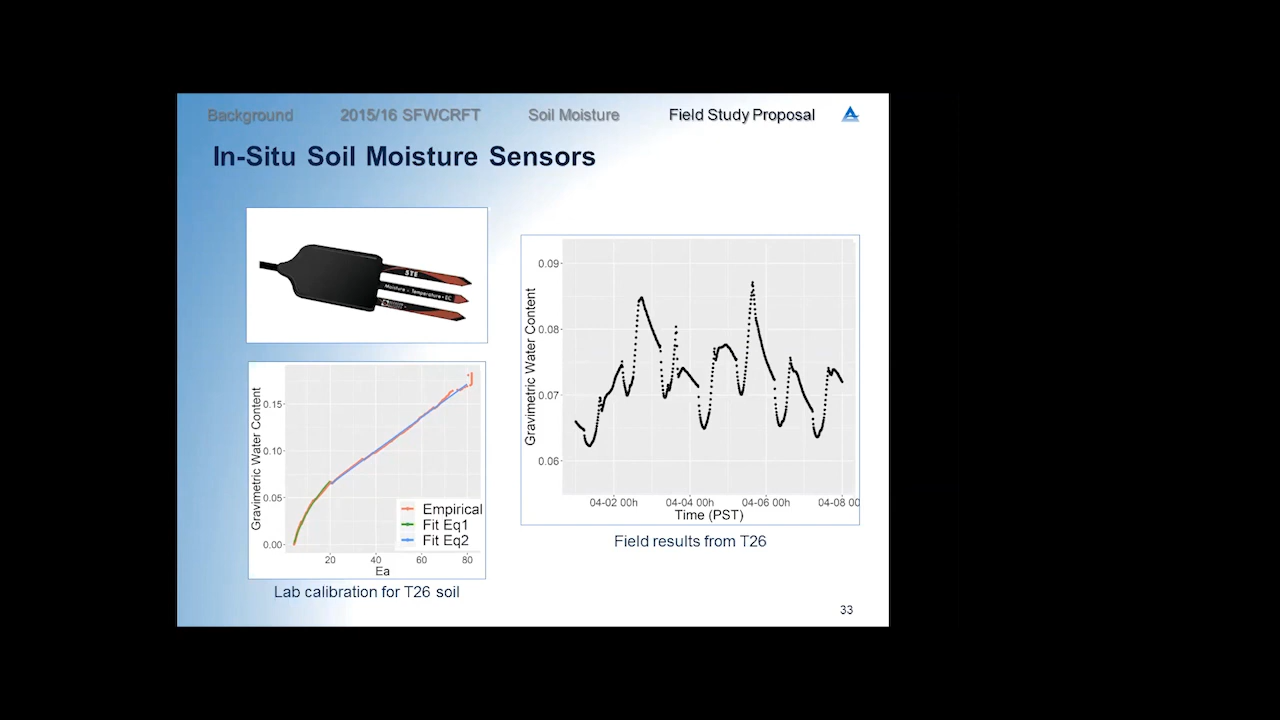 Background 2015/16 SFWCRFT Soil Moisture Field Study Proposal
In-Situ Soil Moisture Sensors
5TE
Moisture • Temperature • EC
Gravimetric Water Content
0.15
0.10
0.05
0.00
20 40 60 80
Ea
Empirical
Fit Eq1
Fit Eq2
Lab calibration for T26 soil
Gravimetric Water Content
0.09
0.08
0.07
0.06
04-02 00h 04-04 00h 04-06 00h 04-08 00
Time (PST)
Field results from T26
33